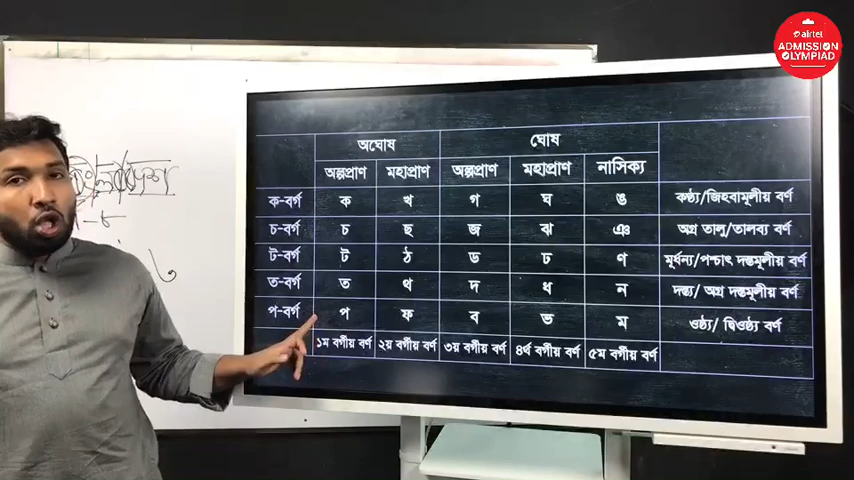 airtel
ADMISSION
OLYMPIAD
অঘোষ ঘোষ
অল্পপ্রাণ মহাপ্রাণ অল্পপ্রাণ মহাপ্রাণ নাসিক্য
ক-বর্গ ক খ গ ঘ ঙ কণ্ঠ্য/জিহবামূলীয় বর্ণ
চ-বর্গ চ ছ জ ঝ ঞ অগ্র তালু/তালব্য বর্ণ
ট-বর্গ ট ঠ ড ঢ ণ মূর্ধন্য/পশ্চাৎ দন্তমূলীয় বর্ণ
ত-বর্গ ত থ দ ধ ন দন্ত্য/অগ্র দন্তমূলীয় বর্ণ
প-বর্গ প ফ ব ভ ম ওষ্ঠ্য/দ্বিওষ্ঠ্য বর্ণ
১ম বর্গীয় বর্ণ ২য় বর্গীয় বর্ণ ৩য় বর্গীয় বর্ণ ৪র্থ বর্গীয় বর্ণ ৫ম বর্গীয় বর্ণ